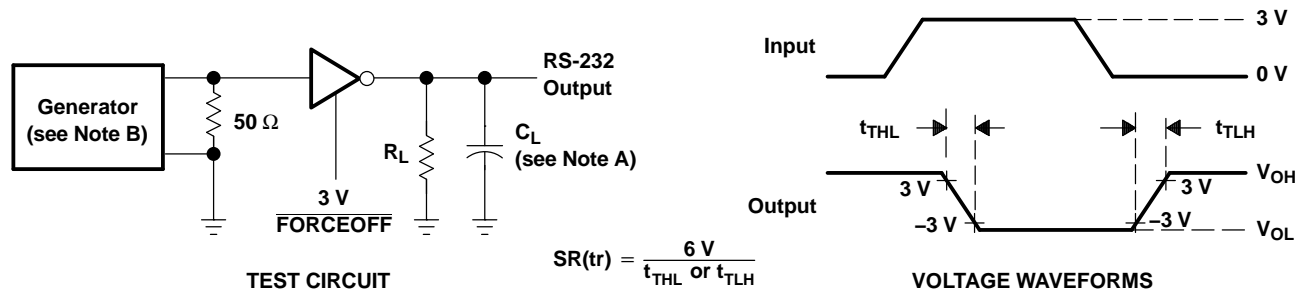 Generator
(see Note B)
50 Ω
3 V
FORCEOFF
R_L
C_L
(see Note A)
RS-232
Output
TEST CIRCUIT
SR(tr) = 6 V / t_THL or t_TLH
Input
3 V
0 V
t_THL
t_TLH
Output
3 V
–3 V
3 V
–3 V
V_OH
V_OL
VOLTAGE WAVEFORMS